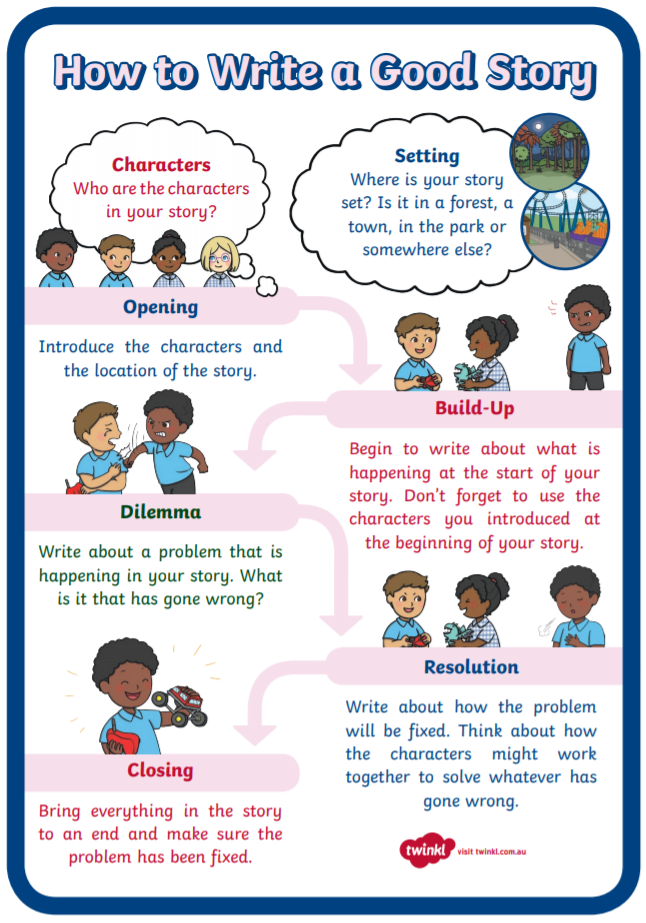 How to Write a Good Story
Characters
Who are the characters
in your story?
Setting
Where is your story
set? Is it in a forest, a
town, in the park or
somewhere else?
Opening
Introduce the characters and
the location of the story.
Build-Up
Begin to write about what is
happening at the start of your
story. Don't forget to use the
characters you introduced at
the beginning of your story.
Dilemma
Write about a problem that is
happening in your story. What
is it that has gone wrong?
Resolution
Write about how the problem
will be fixed. Think about how
the characters might work
together to solve whatever has
gone wrong.
Closing
Bring everything in the story
to an end and make sure the
problem has been fixed.
twinkl visit twinkl.com.au